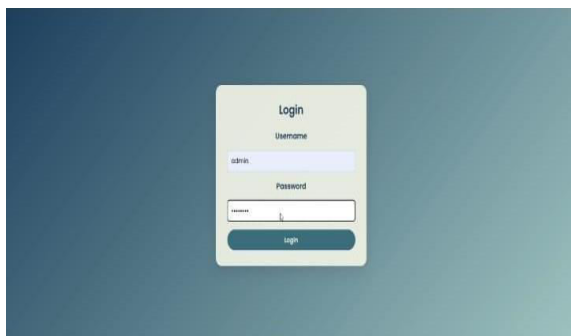 Login
Username
admin
Password
••••••••
Login